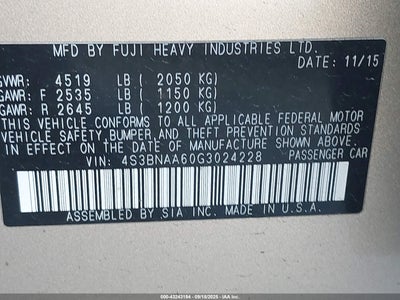 MFD BY FUJI HEAVY INDUSTRIES LTD.
DATE: 11/15
GVWR: 4519 LB ( 2050 KG)
GAWR: F 2535 LB ( 1150 KG)
GAWR: R 2645 LB ( 1200 KG)
THIS VEHICLE CONFORMS TO ALL APPLICABLE FEDERAL MOTOR
VEHICLE SAFETY, BUMPER, AND THEFT PREVENTION STANDARDS
IN EFFECT ON THE DATE OF MANUFACTURE SHOWN ABOVE.
VIN: 4S3BNAA60G3024228 PASSENGER CAR
ASSEMBLED BY SIA INC. MADE IN U.S.A.
500-43243184 - 09/18/2025 - IAA, LLC